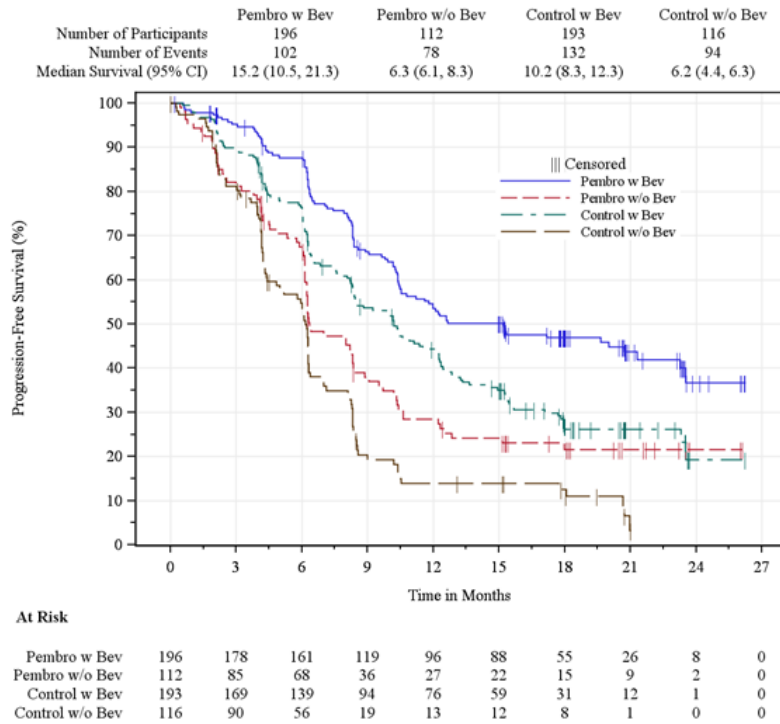 Pembro w Bev Pembro w/o Bev Control w Bev Control w/o Bev
Number of Participants 196 112 193 116
Number of Events 102 78 132 94
Median Survival (95% CI) 15.2 (10.5, 21.3) 6.3 (6.1, 8.3) 10.2 (8.3, 12.3) 6.2 (4.4, 6.3)
100
90
80
70
60
50
40
30
20
10
0
Progression-Free Survival (%)
||| Censored
Pembro w Bev
Pembro w/o Bev
Control w Bev
Control w/o Bev
0 3 6 9 12 15 18 21 24 27
Time in Months
At Risk
Pembro w Bev 196 178 161 119 96 88 55 26 8 0
Pembro w/o Bev 112 85 68 36 27 22 15 9 2 0
Control w Bev 193 169 139 94 76 59 31 12 1 0
Control w/o Bev 116 90 56 19 13 12 8 1 0 0